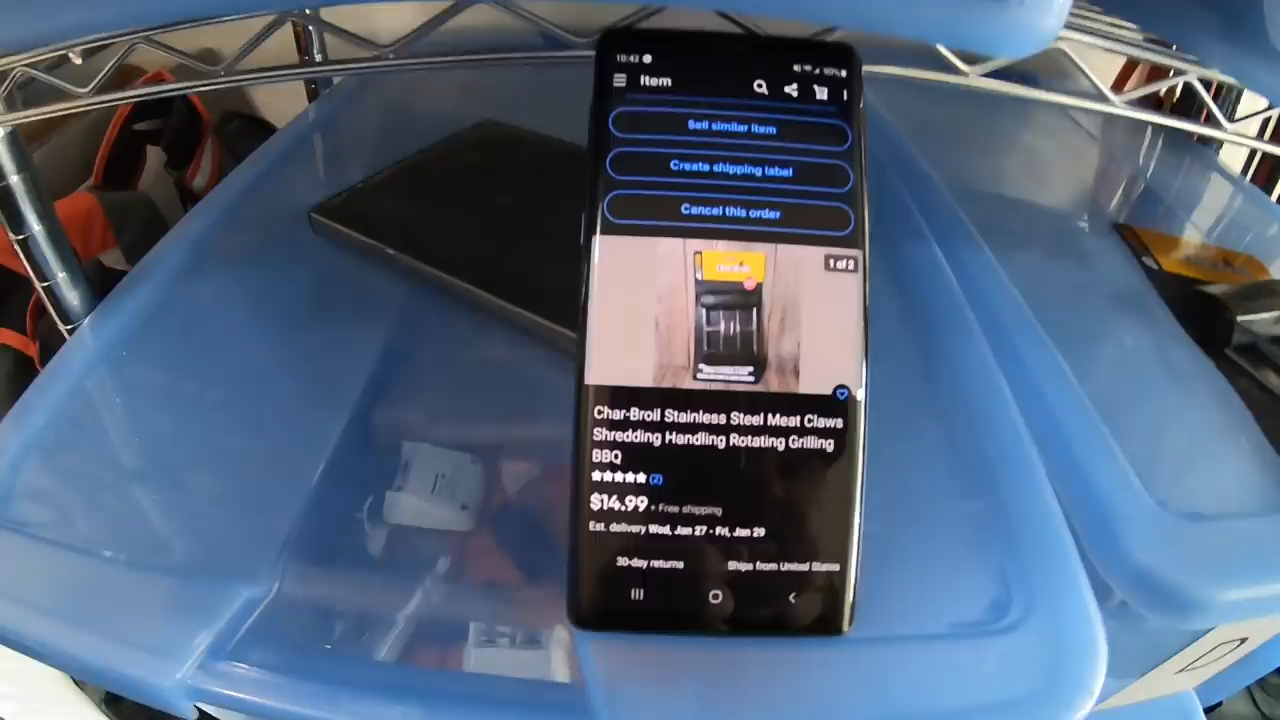 10:42
Item
Sell similar item
Create shipping label
Cancel this order
1 of 2
Char-Broil Stainless Steel Meat Claws
Shredding Handling Rotating Grilling
BBQ
(2)
$14.99 + Free shipping
Est. delivery Wed, Jan 27 - Fri, Jan 29
30-day returns
Ships from United States
D